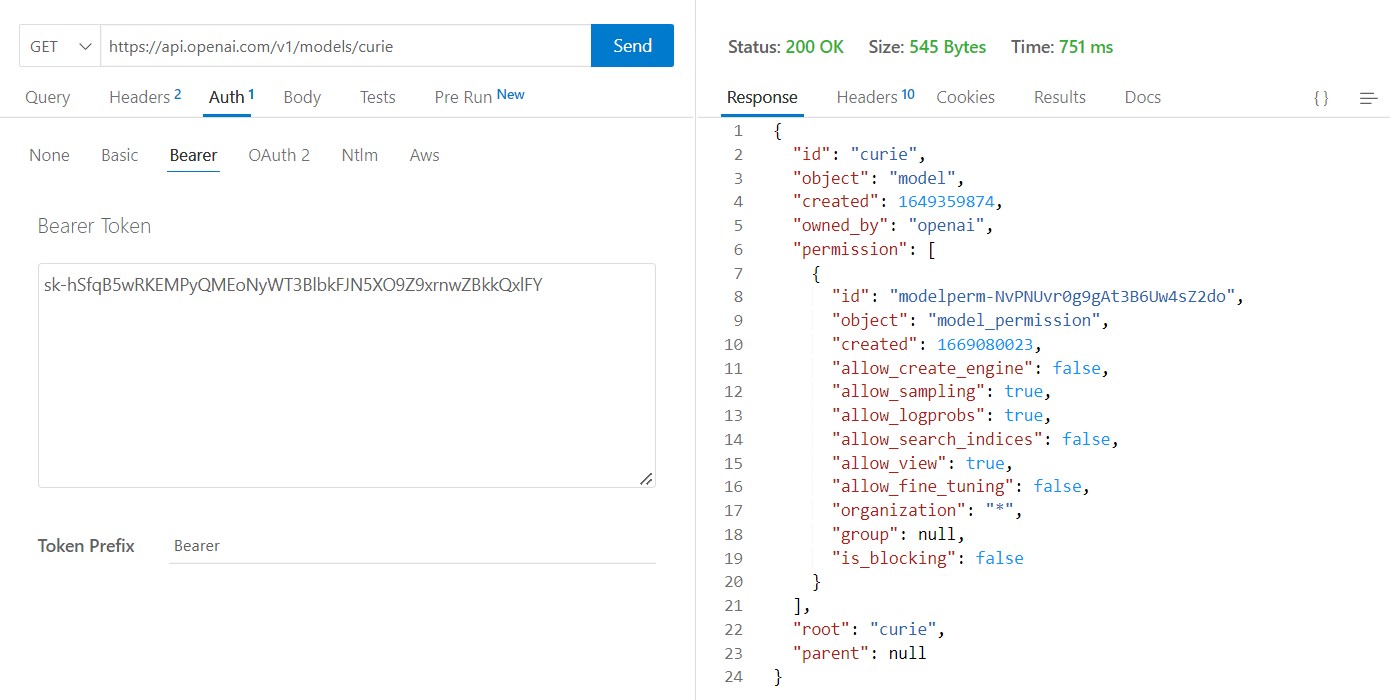 GET https://api.openai.com/v1/models/curie Send
Query Headers 2 Auth 1 Body Tests Pre Run New
None Basic Bearer OAuth 2 Ntlm Aws
Bearer Token
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
Token Prefix Bearer
Status: 200 OK Size: 545 Bytes Time: 751 ms
Response Headers 10 Cookies Results Docs { }
1 {
2 "id": "curie",
3 "object": "model",
4 "created": 1649359874,
5 "owned_by": "openai",
6 "permission": [
7 {
8 "id": "modelperm-NvPNUvr0g9gAt3B6Uw4sZ2do",
9 "object": "model_permission",
10 "created": 1669080023,
11 "allow_create_engine": false,
12 "allow_sampling": true,
13 "allow_logprobs": true,
14 "allow_search_indices": false,
15 "allow_view": true,
16 "allow_fine_tuning": false,
17 "organization": "*",
18 "group": null,
19 "is_blocking": false
20 }
21 ],
22 "root": "curie",
23 "parent": null
24 }